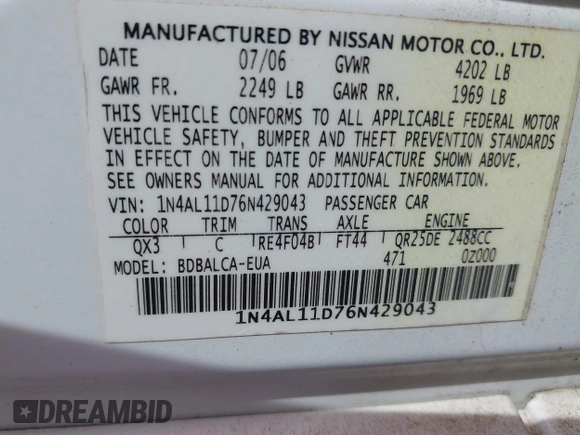 MANUFACTURED BY NISSAN MOTOR CO., LTD.
DATE 07/06 GVWR 4202 LB
GAWR FR. 2249 LB GAWR RR. 1969 LB
THIS VEHICLE CONFORMS TO ALL APPLICABLE FEDERAL MOTOR
VEHICLE SAFETY, BUMPER AND THEFT PREVENTION STANDARDS
IN EFFECT ON THE DATE OF MANUFACTURE SHOWN ABOVE.
SEE OWNERS MANUAL FOR ADDITIONAL INFORMATION.
VIN: 1N4AL11D76N429043 PASSENGER CAR
COLOR TRIM TRANS AXLE ENGINE
QX3 C RE4F04B FT44 QR25DE 2488CC
MODEL: BDBALCA-EUA 471 0Z000
1N4AL11D76N429043
DREAMBID